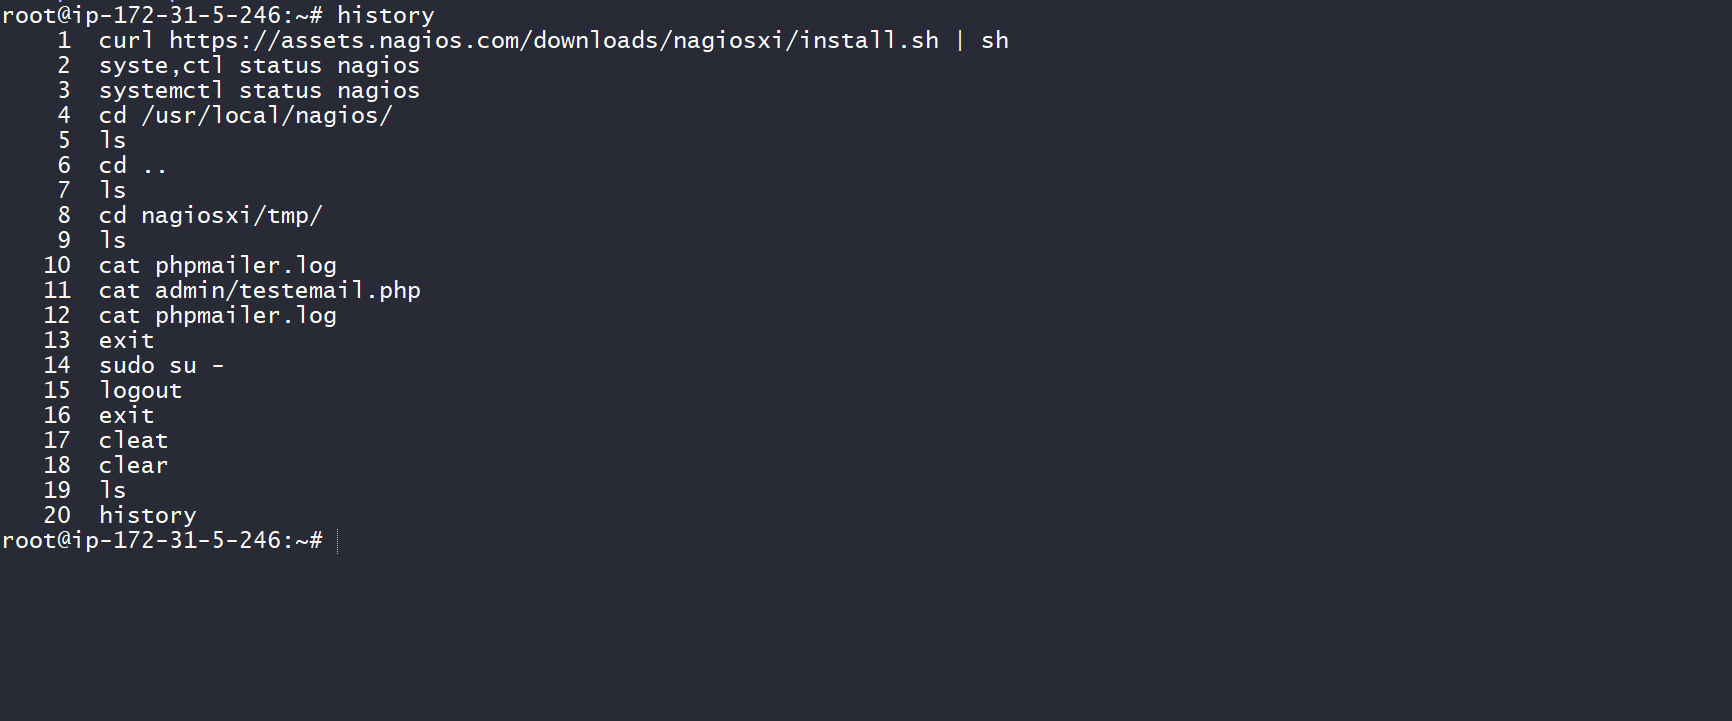 root@ip-172-31-5-246:~# history
1 curl https://assets.nagios.com/downloads/nagiosxi/install.sh | sh
2 syste,ctl status nagios
3 systemctl status nagios
4 cd /usr/local/nagios/
5 ls
6 cd ..
7 ls
8 cd nagiosxi/tmp/
9 ls
10 cat phpmailer.log
11 cat admin/testemail.php
12 cat phpmailer.log
13 exit
14 sudo su -
15 logout
16 exit
17 cleat
18 clear
19 ls
20 history
root@ip-172-31-5-246:~#